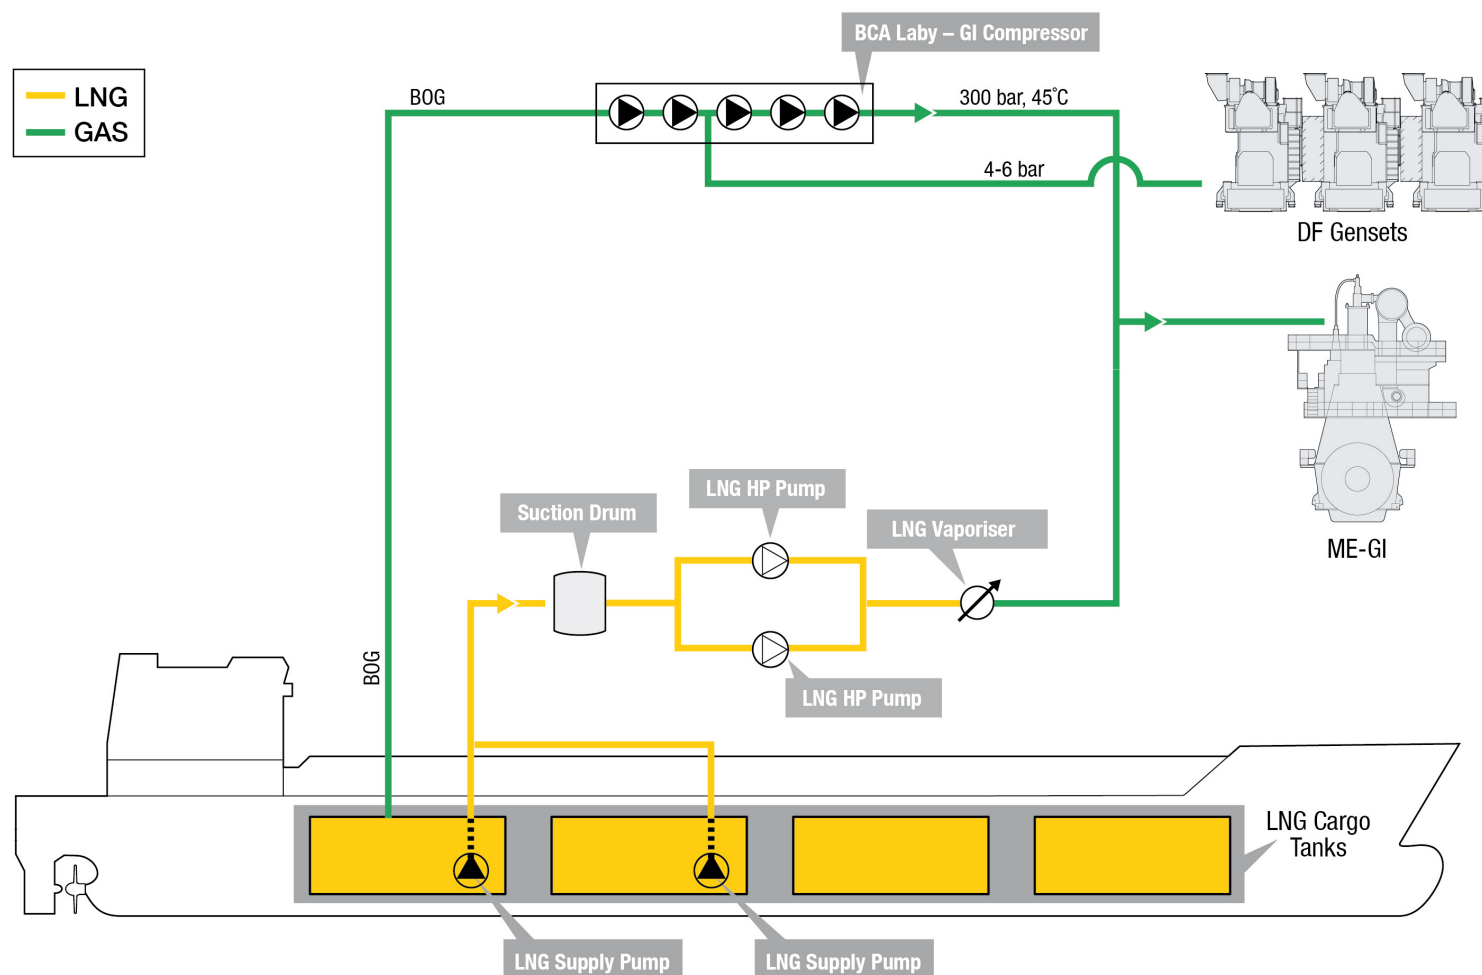 BCA Laby – GI Compressor
LNG
GAS
BOG
300 bar, 45°C
4-6 bar
DF Gensets
LNG HP Pump
Suction Drum
LNG Vaporiser
ME-GI
BOG
LNG HP Pump
LNG Cargo
Tanks
LNG Supply Pump
LNG Supply Pump